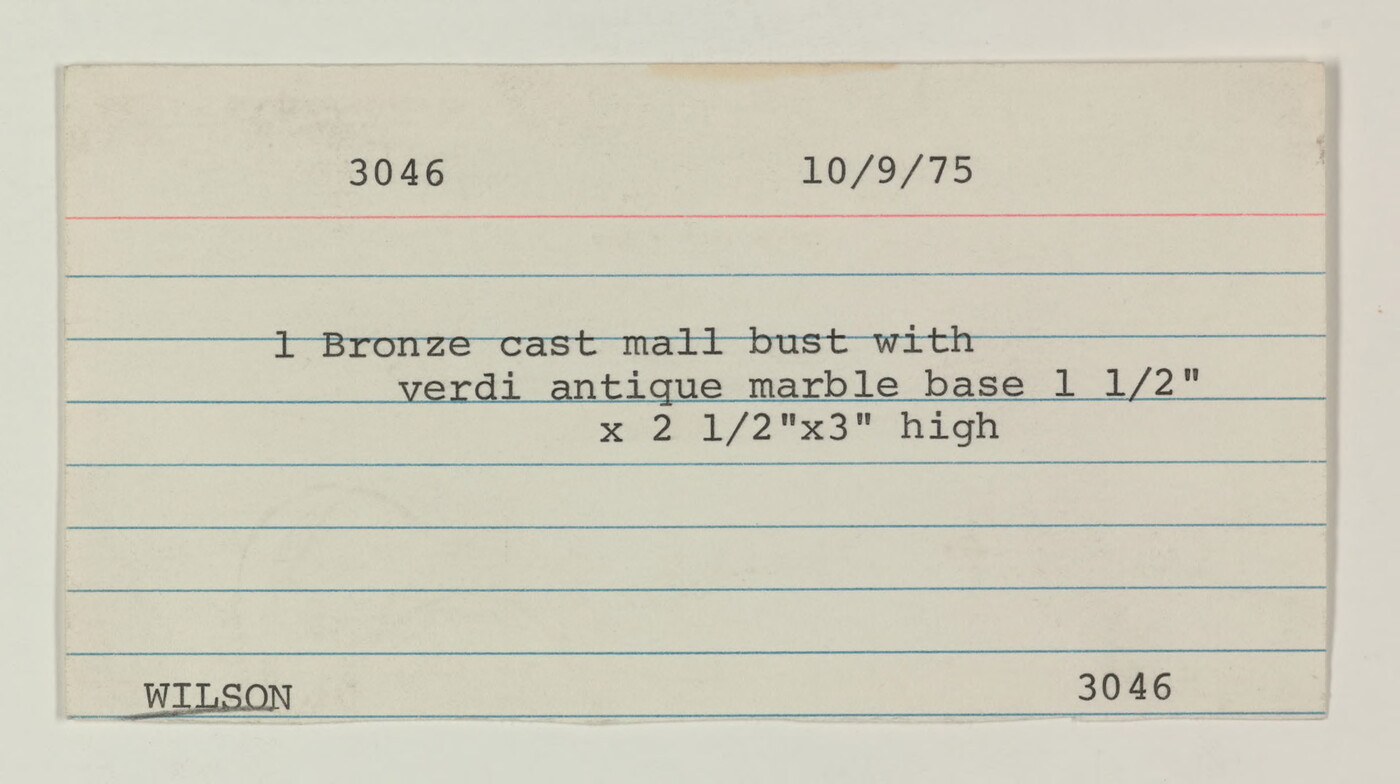 3046 10/9/75
1 Bronze cast mall bust with
verdi antique marble base 1 1/2"
x 2 1/2"x3" high
WILSON 3046